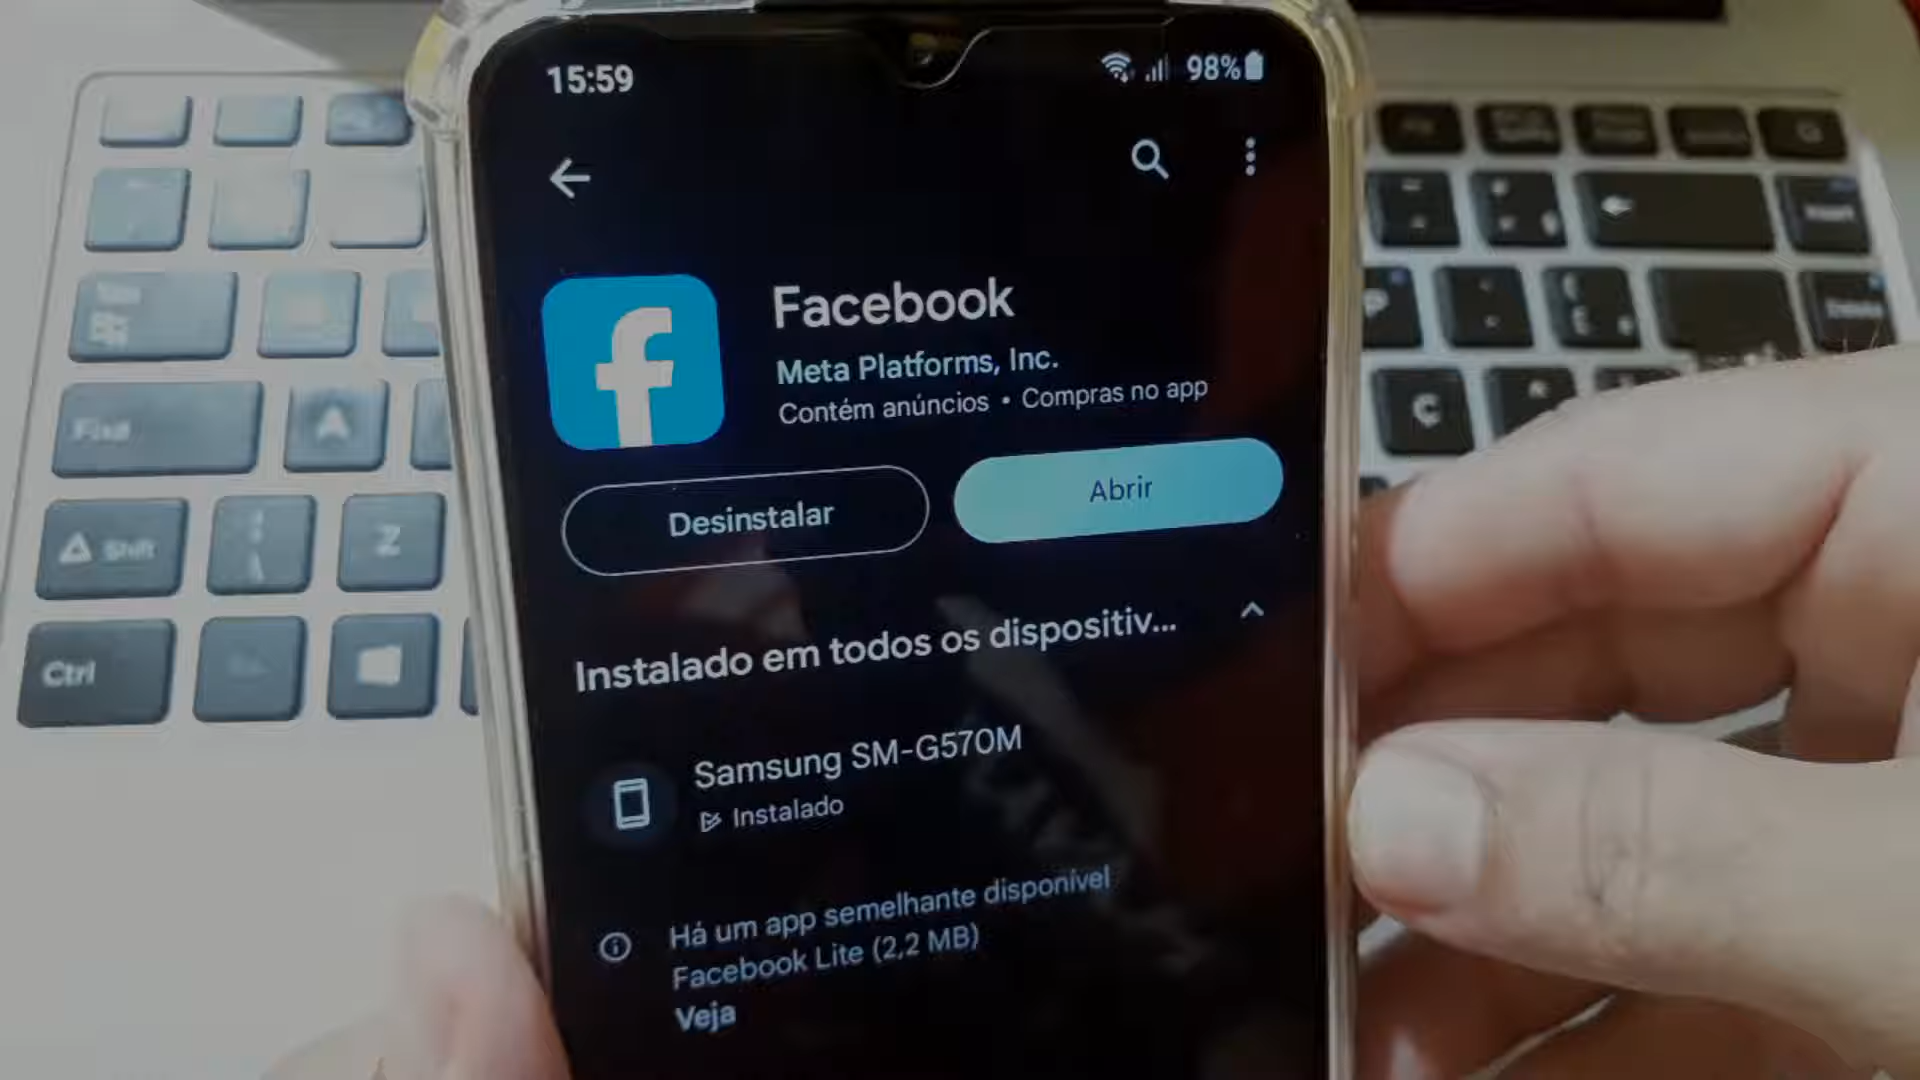 15:59
98%
Facebook
Meta Platforms, Inc.
Contém anúncios • Compras no app
Desinstalar
Abrir
Instalado em todos os dispositiv...
Samsung SM-G570M
Instalado
Há um app semelhante disponível
Facebook Lite (2,2 MB)
Veja
Fixa
A
Shift
Z
Ctrl
Ç